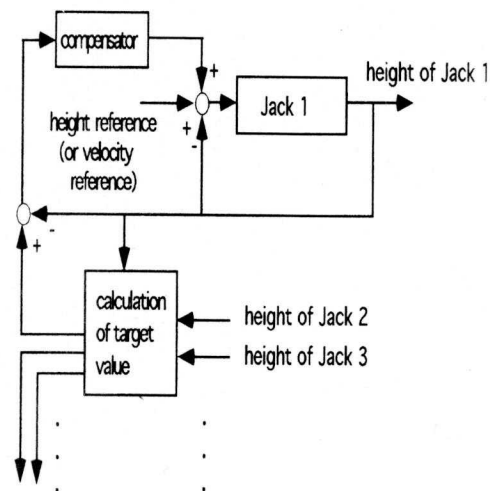 compensator
+
height of Jack 1
Jack 1
height reference
(or velocity
reference)
+
-
-
+
calculation
of target
value
height of Jack 2
height of Jack 3